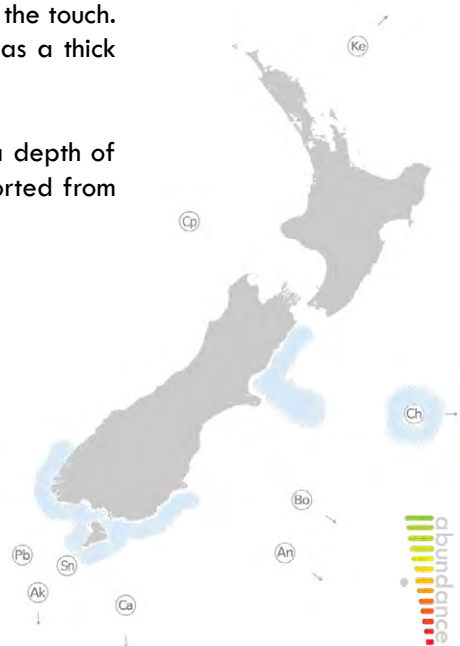 the touch.
as a thick
a depth of
orted from
Ke
Cp
Ch
Bo
An
Pb
Sn
Ak
Ca
abundance